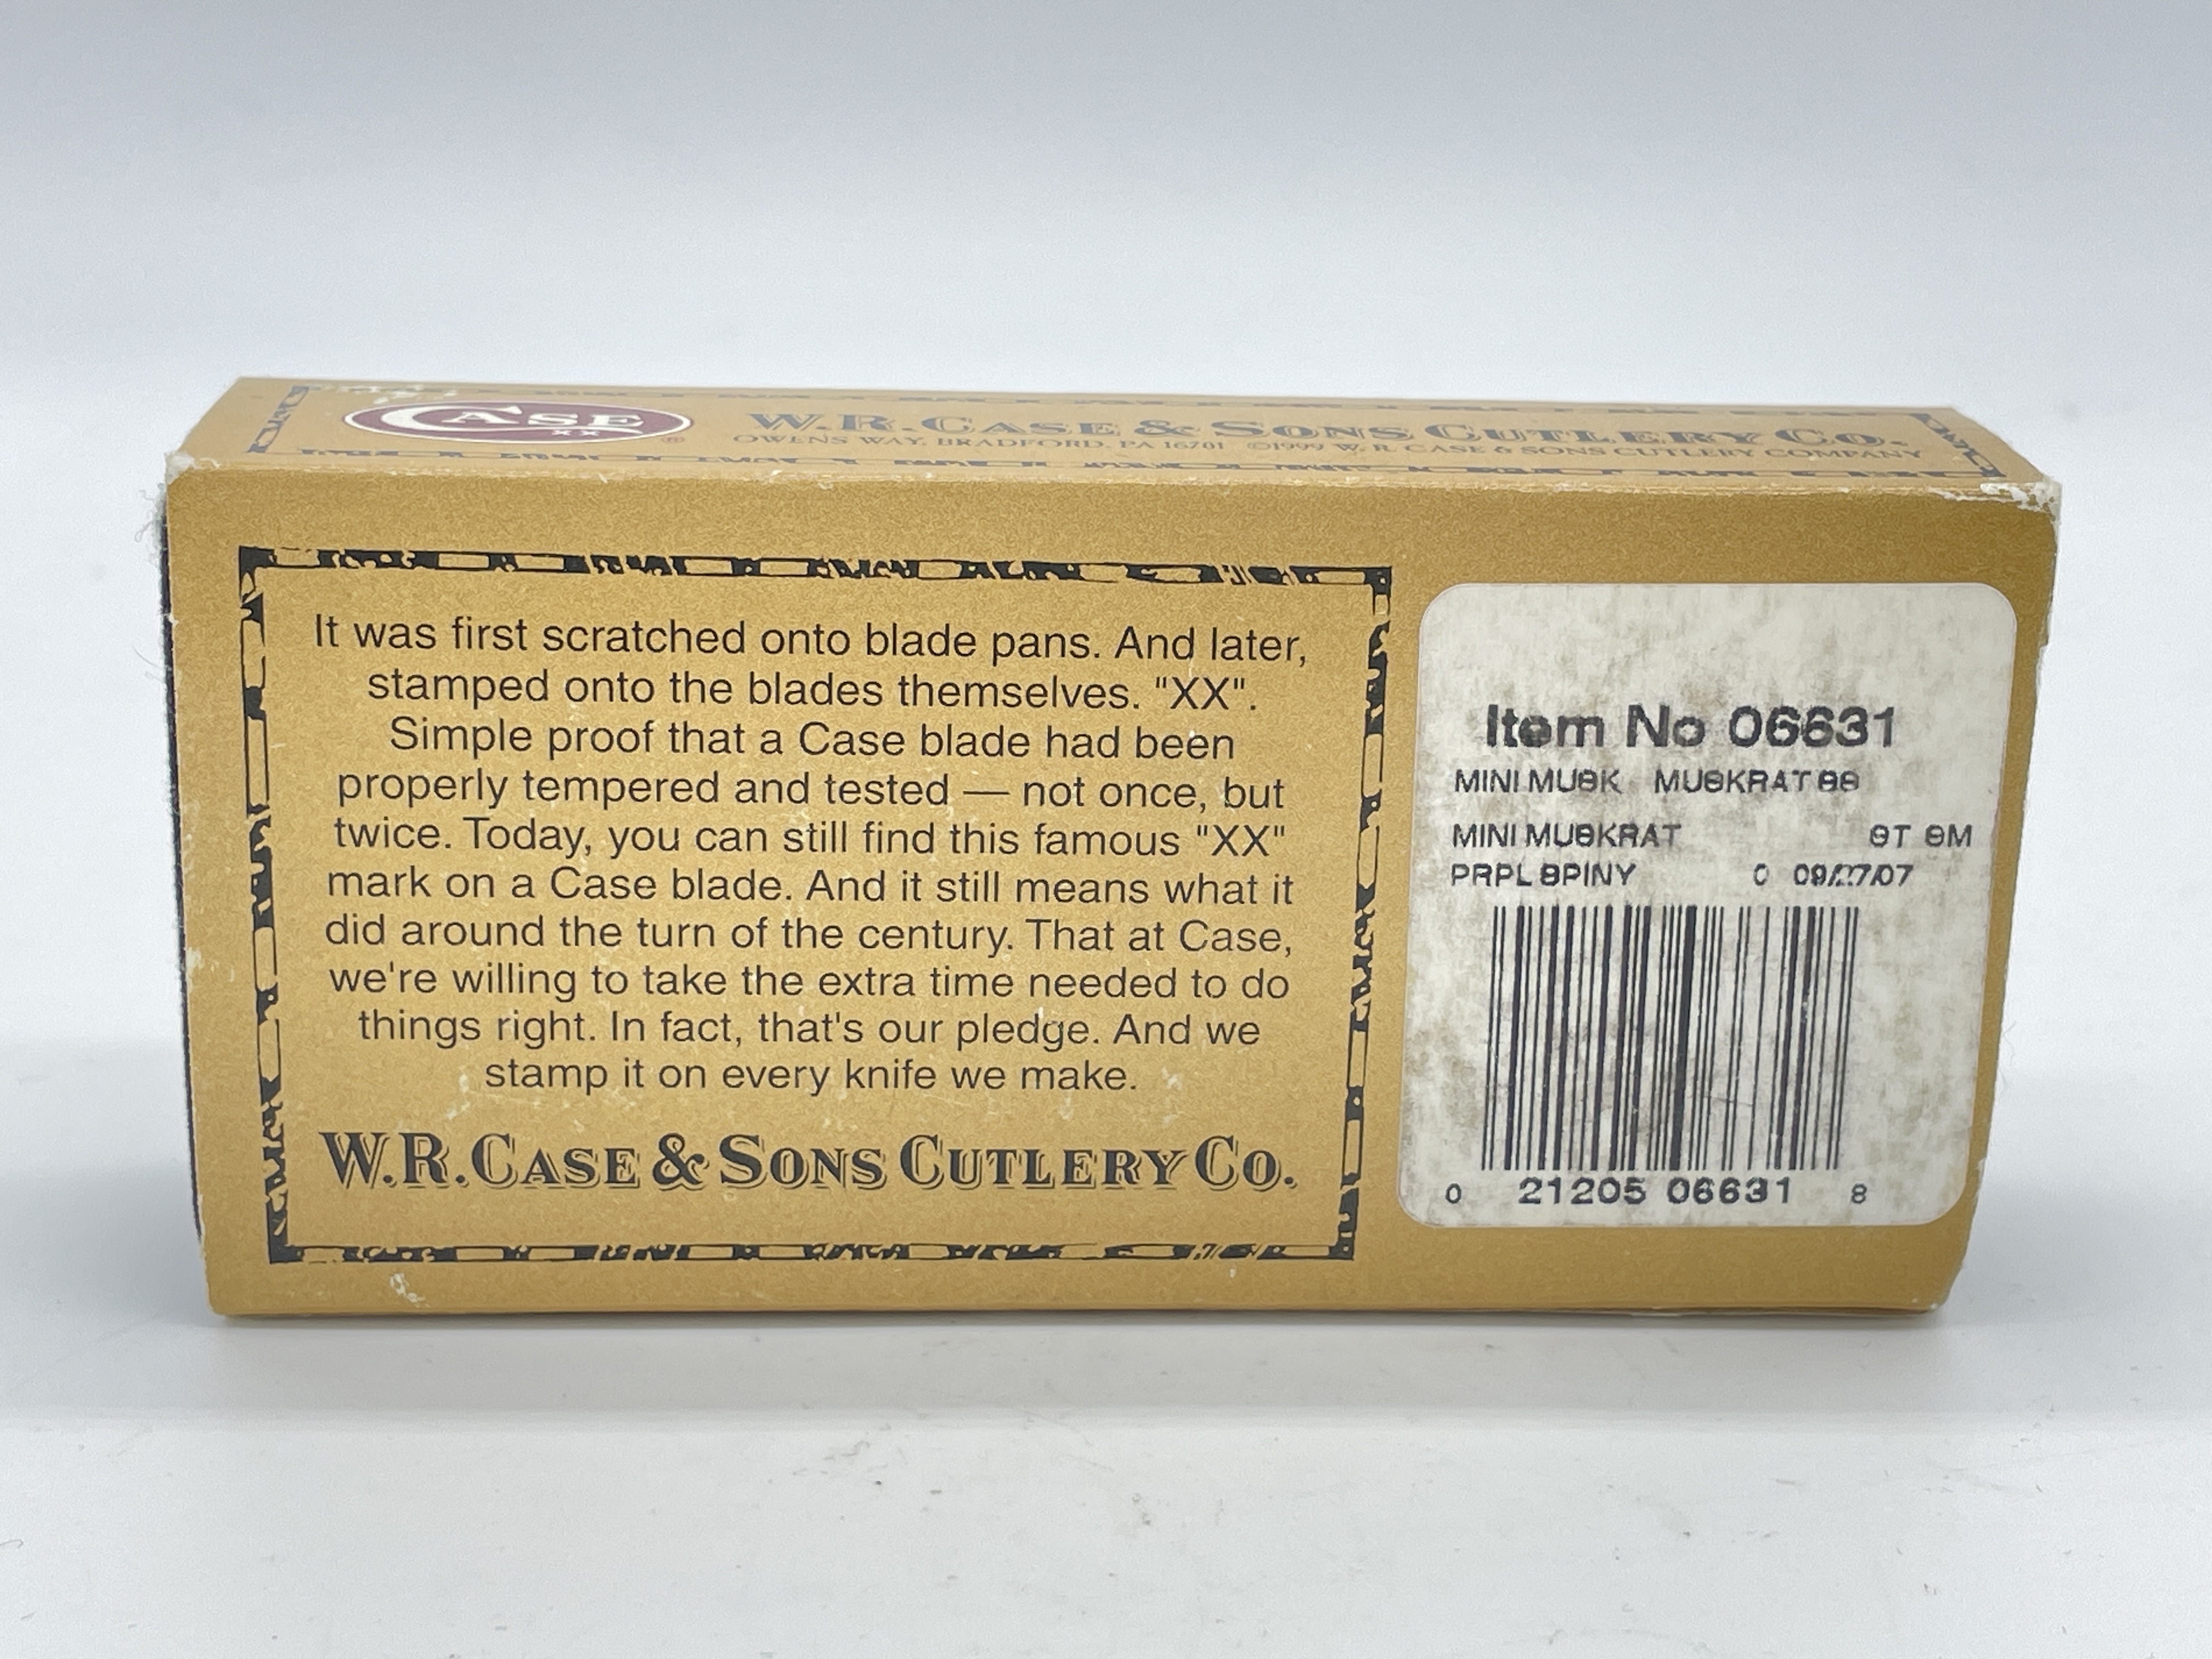 CASE
XX
®
W.R. CASE & SONS CUTLERY CO.
OWENS WAY, BRADFORD, PA 16701 ©1999 W R CASE & SONS CUTLERY COMPANY
It was first scratched onto blade pans. And later,
stamped onto the blades themselves. "XX".
Simple proof that a Case blade had been
properly tempered and tested — not once, but
twice. Today, you can still find this famous "XX"
mark on a Case blade. And it still means what it
did around the turn of the century. That at Case,
we're willing to take the extra time needed to do
things right. In fact, that's our pledge. And we
stamp it on every knife we make.
W.R. CASE & SONS CUTLERY CO.
Item No 06631
MINI MUSK MUSKRAT SS
MINI MUSKRAT ST SM
PRPL SPINY 0 09/27/07
0 21205 06631 8